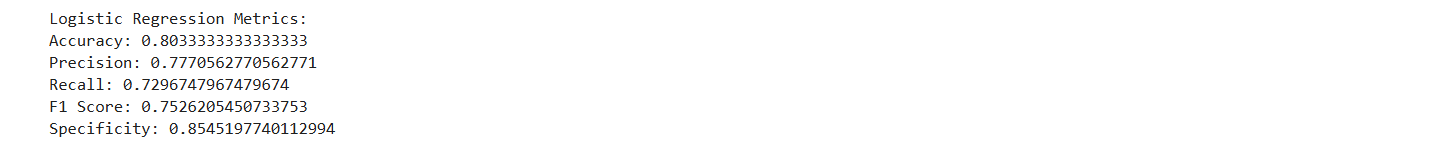 Logistic Regression Metrics:
Accuracy: 0.8033333333333333
Precision: 0.7770562770562771
Recall: 0.7296747967479674
F1 Score: 0.7526205450733753
Specificity: 0.8545197740112994